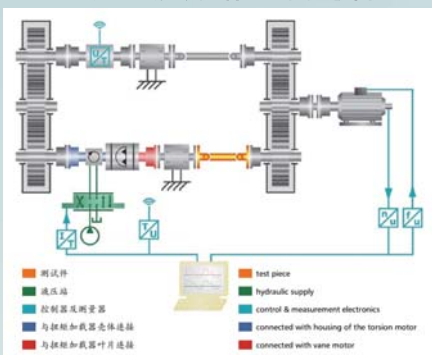 U/T
I/T
T/U
n/u
f/u
测试件
液压站
控制器及测量器
与扭矩加载器壳体连接
与扭矩加载器叶片连接
test piece
hydraulic supply
control & measurement electronics
connected with housing of the torsion motor
connected with vane motor